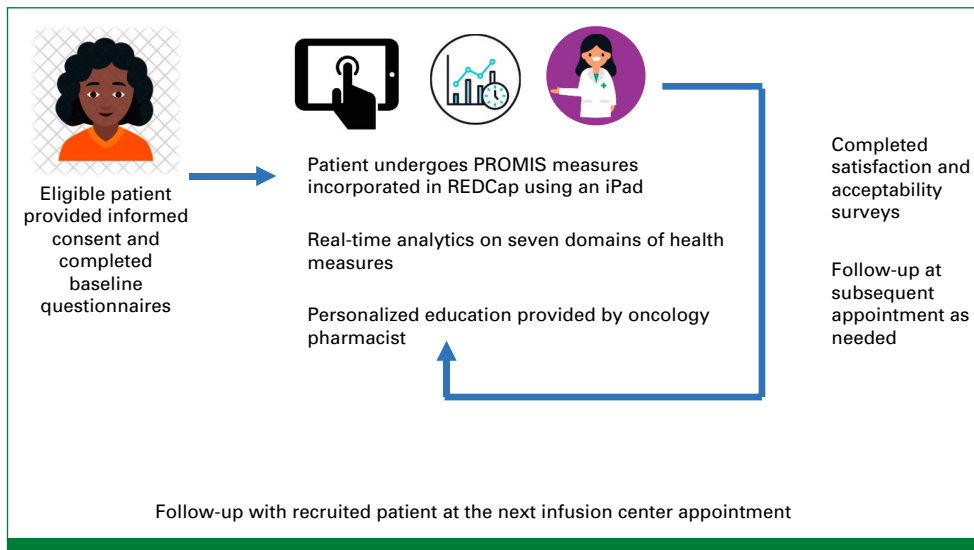 Eligible patient
provided informed
consent and
completed
baseline
questionnaires
Patient undergoes PROMIS measures
incorporated in REDCap using an iPad
Real-time analytics on seven domains of health
measures
Personalized education provided by oncology
pharmacist
Completed
satisfaction and
acceptability
surveys
Follow-up at
subsequent
appointment as
needed
Follow-up with recruited patient at the next infusion center appointment